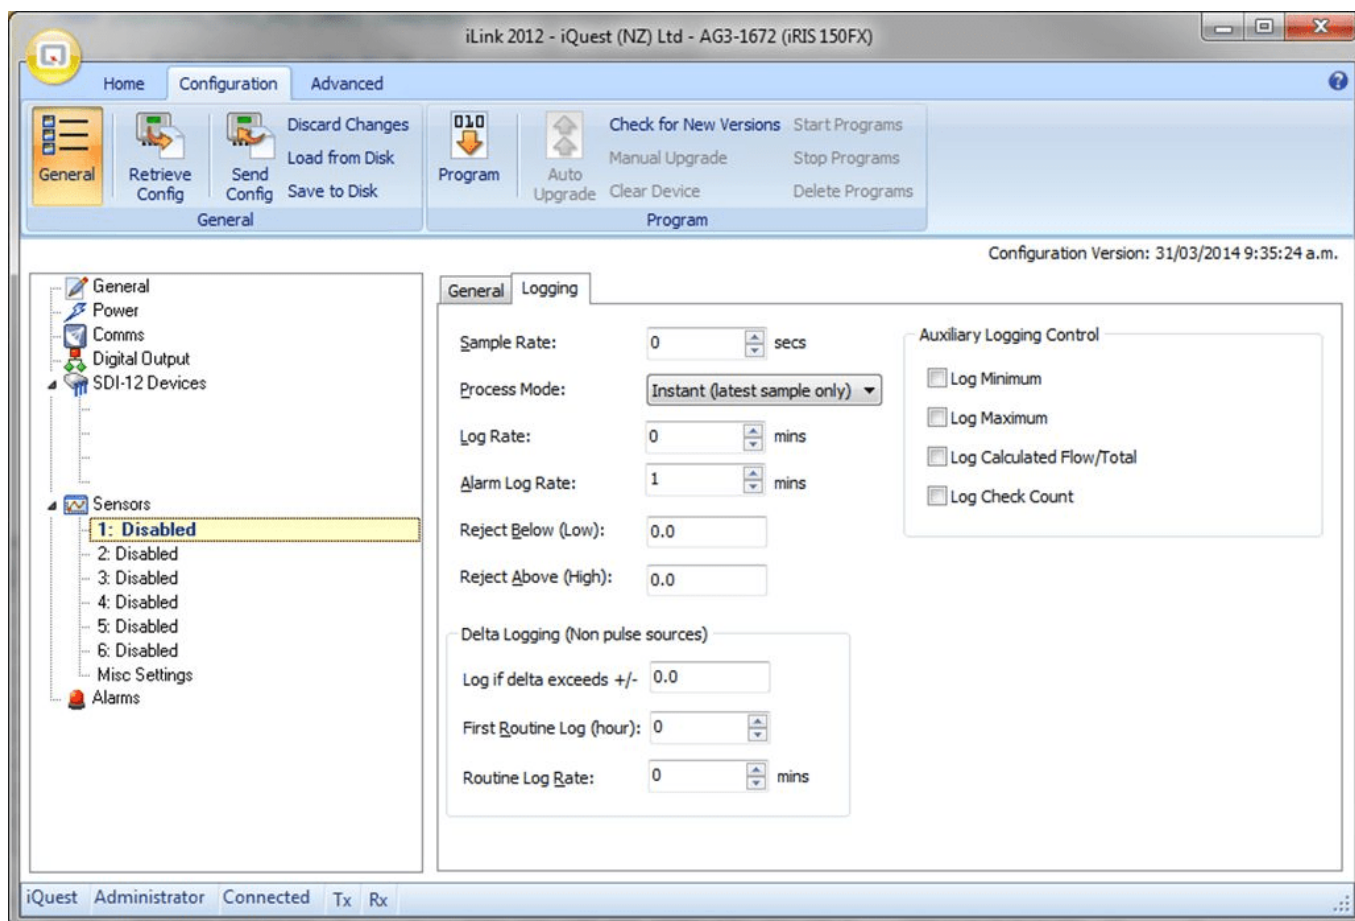 iLink 2012 - iQuest (NZ) Ltd - AG3-1672 (iRIS 150FX)
Home Configuration Advanced
General
Retrieve Config
Send Config
Discard Changes
Load from Disk
Save to Disk
General
010
Program
Auto Upgrade
Check for New Versions
Manual Upgrade
Clear Device
Start Programs
Stop Programs
Delete Programs
Program
Configuration Version: 31/03/2014 9:35:24 a.m.
General
Power
Comms
Digital Output
SDI-12 Devices
Sensors
1: Disabled
2: Disabled
3: Disabled
4: Disabled
5: Disabled
6: Disabled
Misc Settings
Alarms
General Logging
Sample Rate: 0 secs
Process Mode: Instant (latest sample only)
Log Rate: 0 mins
Alarm Log Rate: 1 mins
Reject Below (Low): 0.0
Reject Above (High): 0.0
Delta Logging (Non pulse sources)
Log if delta exceeds +/- 0.0
First Routine Log (hour): 0
Routine Log Rate: 0 mins
Auxiliary Logging Control
Log Minimum
Log Maximum
Log Calculated Flow/Total
Log Check Count
iQuest Administrator Connected Tx Rx